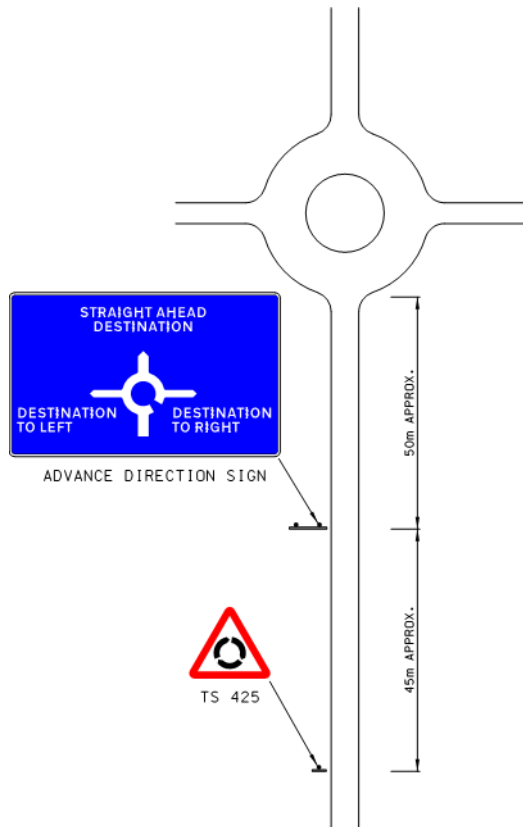 STRAIGHT AHEAD
DESTINATION
DESTINATION
TO LEFT
DESTINATION
TO RIGHT
ADVANCE DIRECTION SIGN
50m APPROX.
45m APPROX.
TS 425